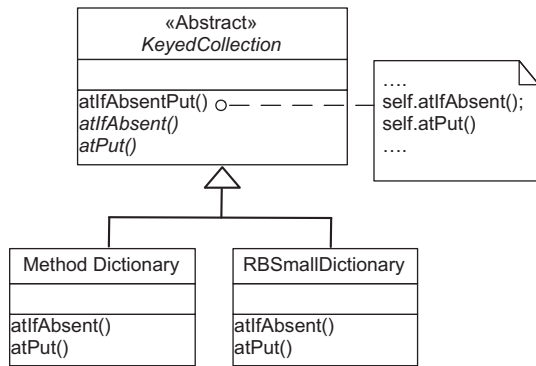 «Abstract»
KeyedCollection
atIfAbsentPut()
atIfAbsent()
atPut()
....
self.atIfAbsent();
self.atPut()
....
Method Dictionary
atIfAbsent()
atPut()
RBSmallDictionary
atIfAbsent()
atPut()